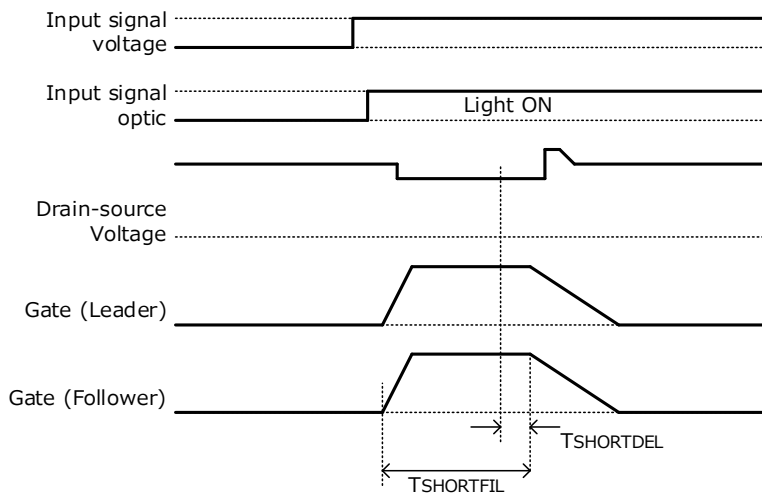 Input signal
voltage
Input signal
optic
Light ON
Drain-source
Voltage
Gate (Leader)
Gate (Follower)
TSHORTDEL
TSHORTFIL